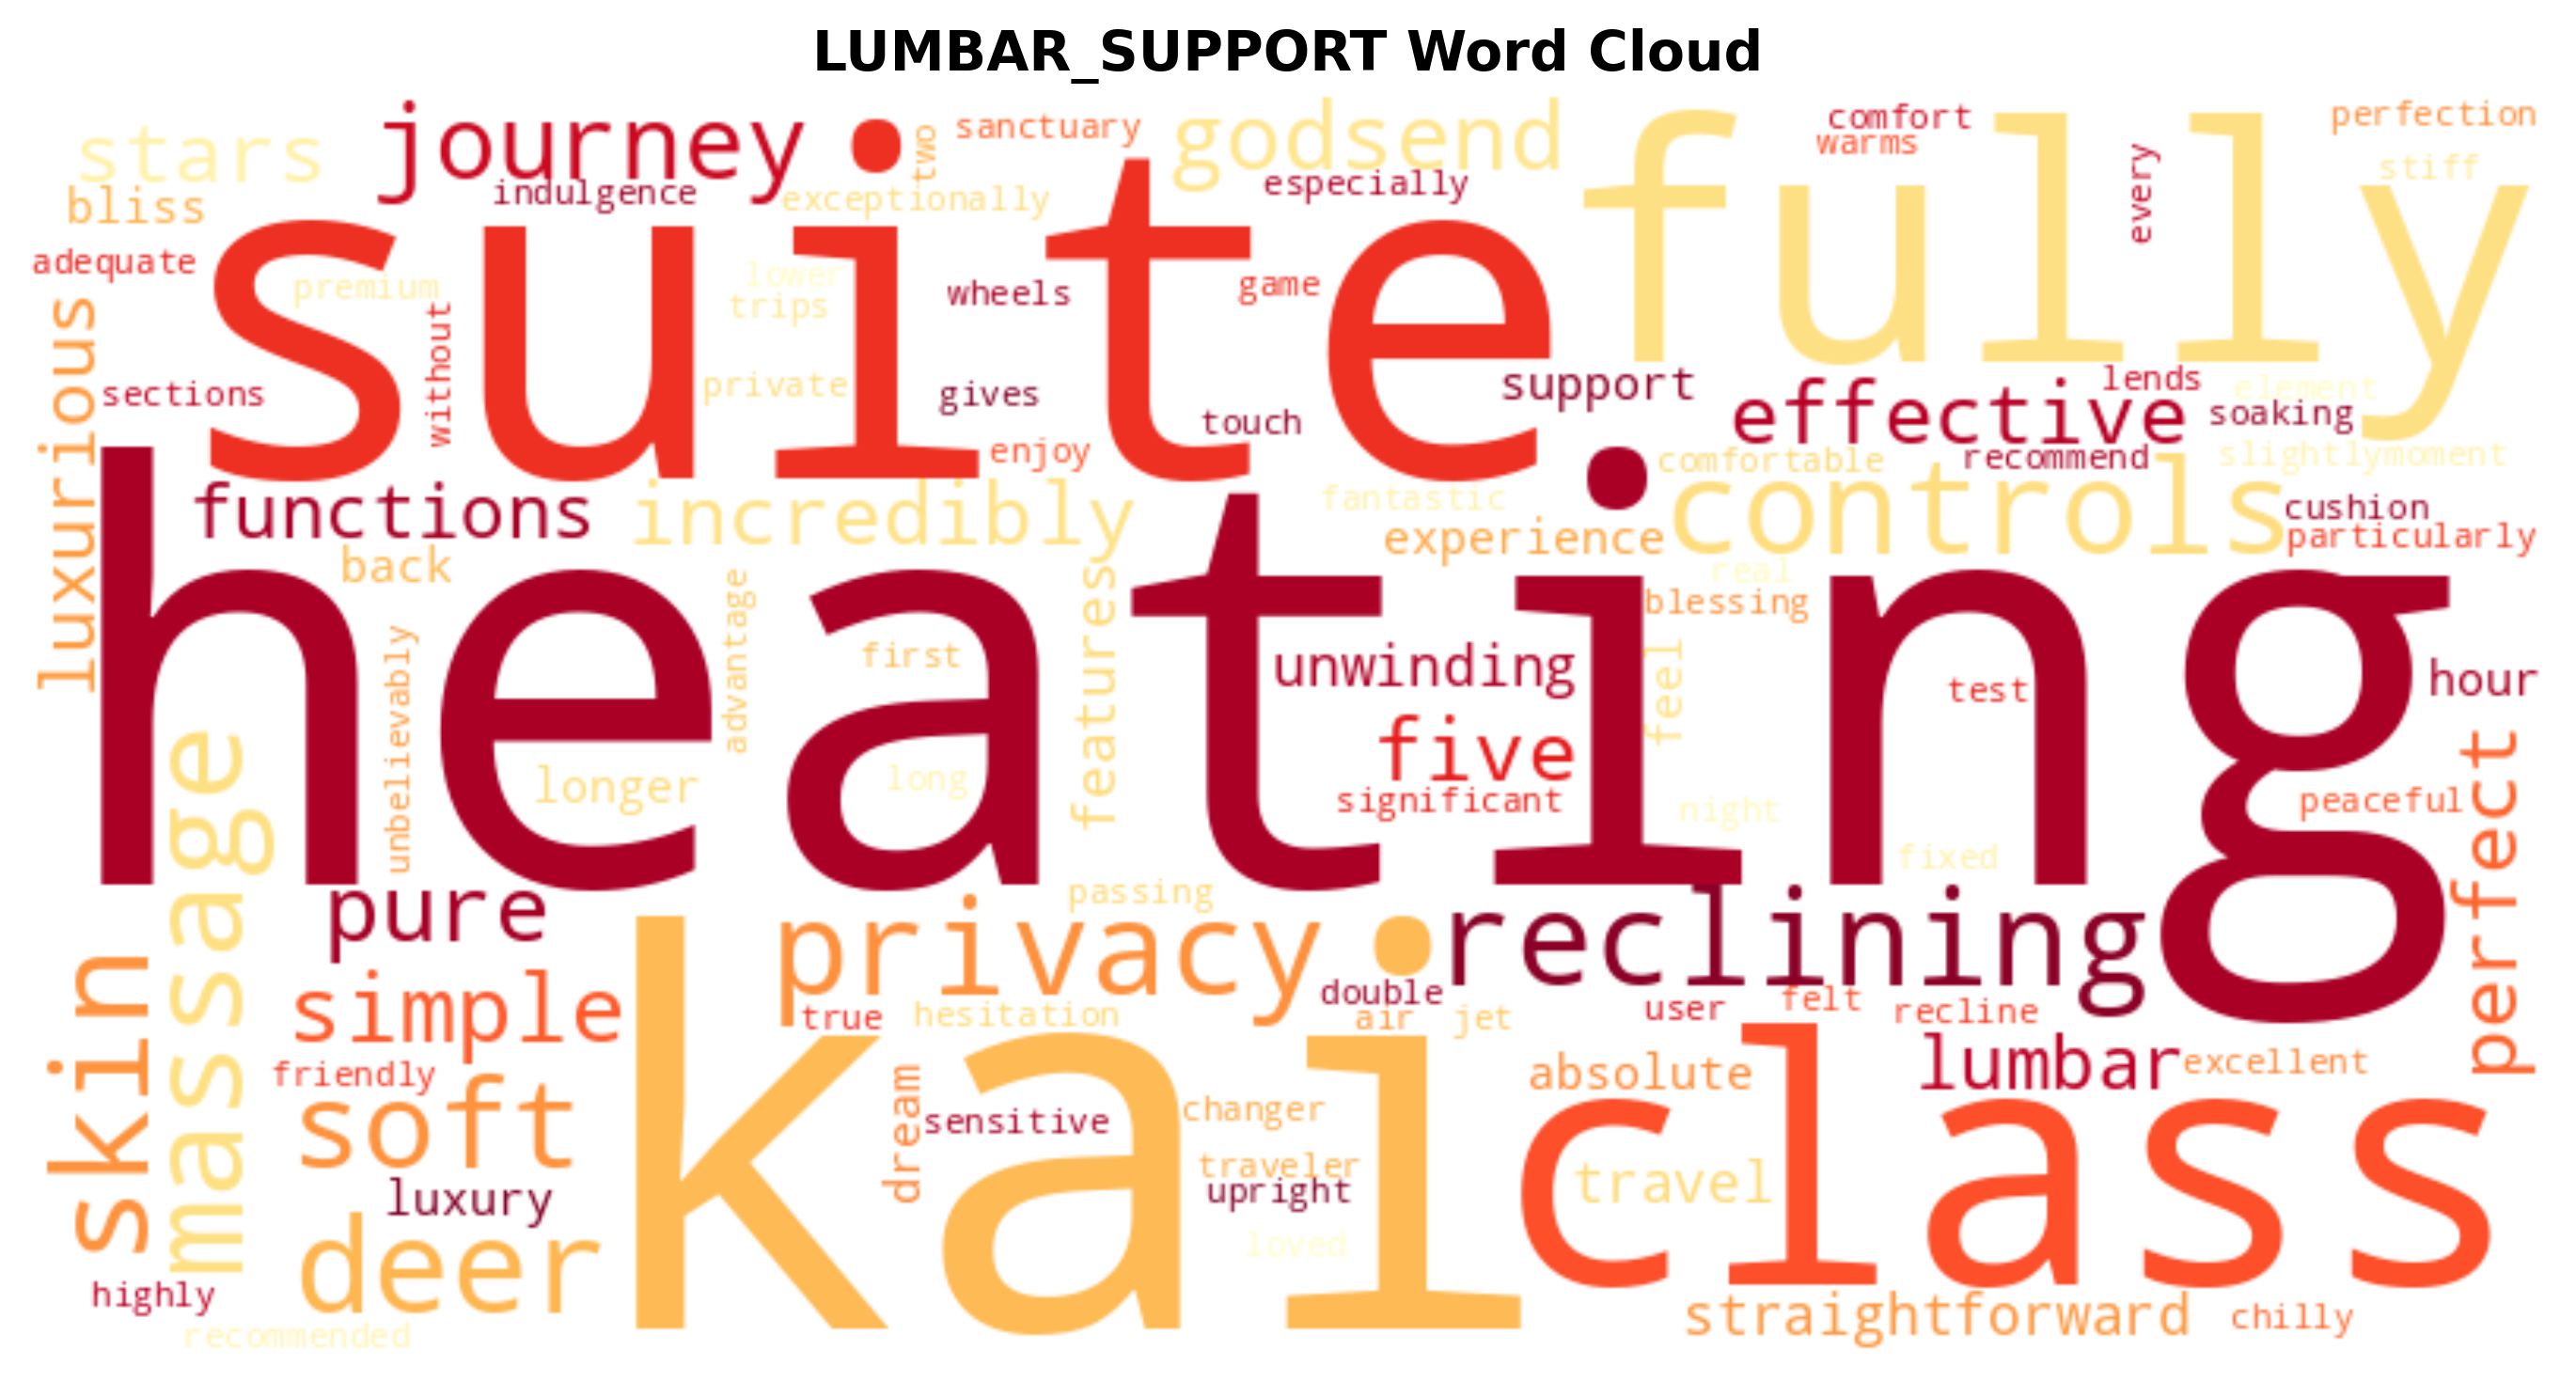 LUMBAR_SUPPORT Word Cloud
stars
journey
two
sanctuary
godsend
comfort
warms
every
perfection
stiff
bliss
indulgence
exceptionally
especially
fully
adequate
suite
premium
lower
trips
wheels
game
luxurious
sections
without
private
gives
touch
enjoy
support
effective
lends
element
soaking
functions
incredibly
fantastic
comfortable
recommend
slightlymoment
controls
cushion
particularly
experience
back
real
blessing
heating
unbelievably
advantage
first
features
unwinding
feel
test
hour
five
longer
long
significant
night
peaceful
perfect
massage
fixed
pure
passing
privacy
reclining
skin
simple
true
hesitation
double
air
jet
user
felt
recline
friendly
soft
kai
dream
sensitive
changer
absolute
lumbar
excellent
class
luxury
traveler
upright
travel
deer
loved
highly
recommended
straightforward
chilly